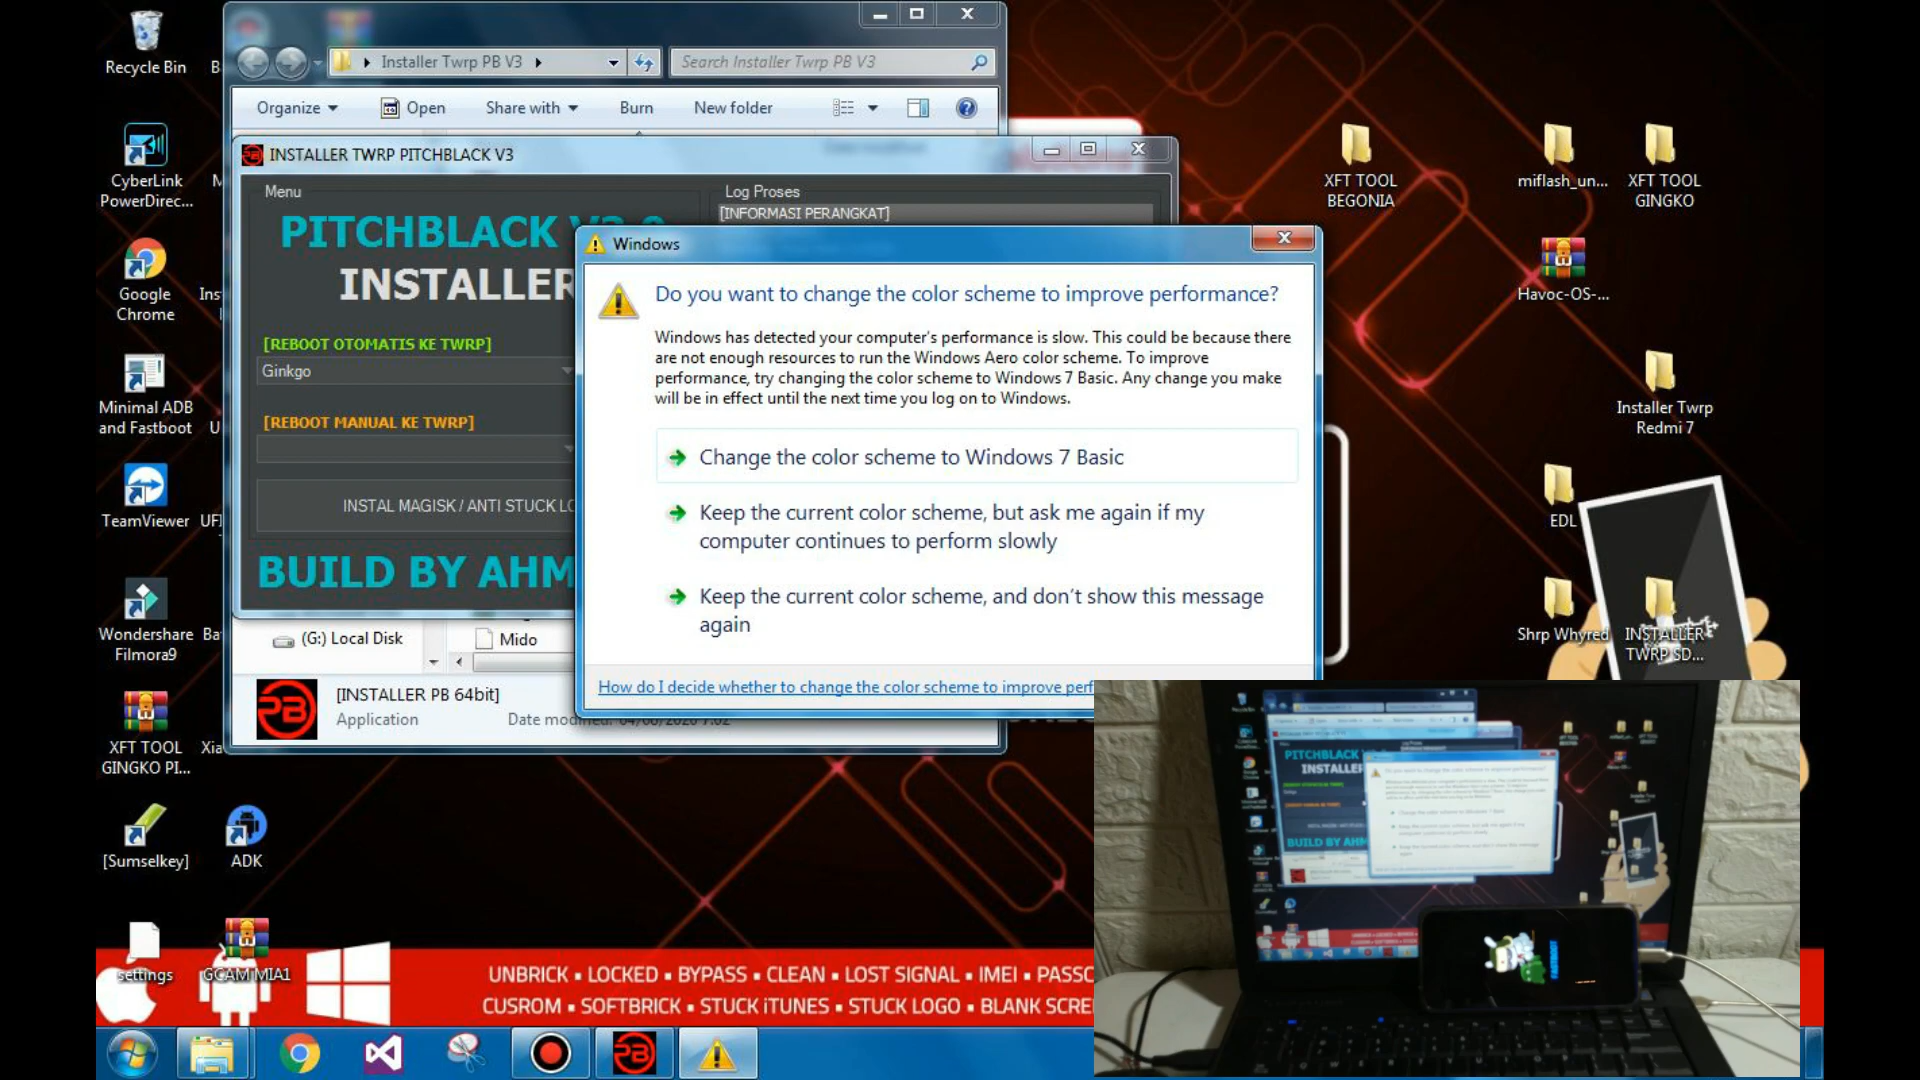 Recycle Bin
CyberLink
PowerDirec...
Google
Chrome
Minimal ADB
and Fastboot
TeamViewer
Wondershare
Filmora9
XFT TOOL
GINGKO PI...
[Sumselkey]
ADK
settings
GCAM MIA1
Installer Twrp PB V3
Search Installer Twrp PB V3
Organize
Open
Share with
Burn
New folder
INSTALLER TWRP PITCHBLACK V3
Menu
Log Proses
[INFORMASI PERANGKAT]
PITCHBLACK
INSTALLER
[REBOOT OTOMATIS KE TWRP]
Ginkgo
[REBOOT MANUAL KE TWRP]
INSTAL MAGISK / ANTI STUCK LO
BUILD BY AHM
(G:) Local Disk
Mido
[INSTALLER PB 64bit]
Application
Date modified:
Windows
Do you want to change the color scheme to improve performance?
Windows has detected your computer's performance is slow. This could be because there
are not enough resources to run the Windows Aero color scheme. To improve
performance, try changing the color scheme to Windows 7 Basic. Any change you make
will be in effect until the next time you log on to Windows.
Change the color scheme to Windows 7 Basic
Keep the current color scheme, but ask me again if my
computer continues to perform slowly
Keep the current color scheme, and don't show this message
again
How do I decide whether to change the color scheme to improve perf
XFT TOOL
BEGONIA
miflash_un...
XFT TOOL
GINGKO
Havoc-OS-...
Installer Twrp
Redmi 7
EDL
Shrp Whyred
INSTALLER
TWRP SD...
UNBRICK ▪ LOCKED ▪ BYPASS ▪ CLEAN ▪ LOST SIGNAL ▪ IMEI ▪ PASSC
CUSROM ▪ SOFTBRICK ▪ STUCK iTUNES ▪ STUCK LOGO ▪ BLANK SCRE
PITCHBLACK
INSTALLE
BUILD BY AHM
FASTBOOT